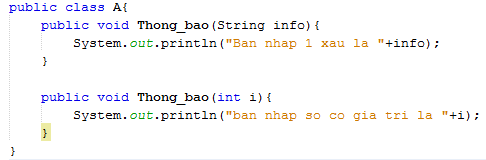 public class A{
    public void Thong_bao(String info){
        System.out.println("Ban nhap 1 xau la "+info);
    }

    public void Thong_bao(int i){
        System.out.println("ban nhap so co gia tri la "+i);
    }
}